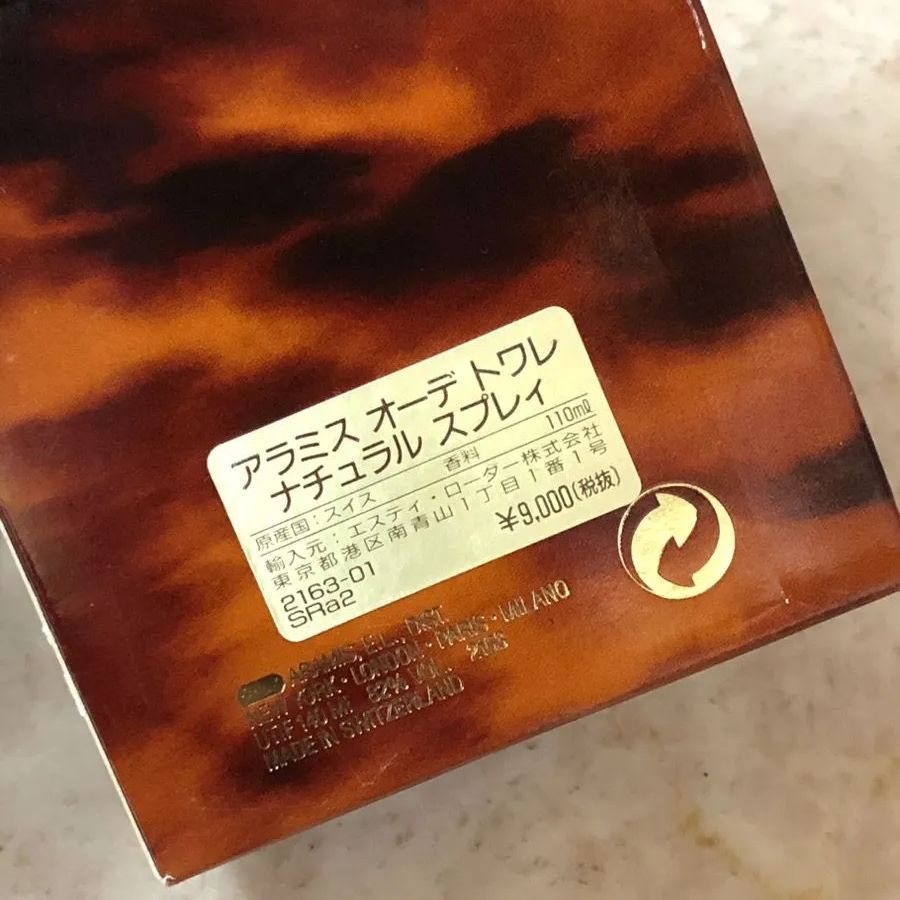 アラミス オーデ トワレ
ナチュラル スプレィ
香料 110ml
原産国:スイス
輸入元:エスティ・ローダー株式会社
東京都港区南青山1丁目1番1号
2163-01 ¥9,000(税抜)
SRa2
ARAMIS, E.L., DIST.
NEW YORK·LONDON·PARIS·MILANO
82% VOL.
MADE IN SWITZERLAND